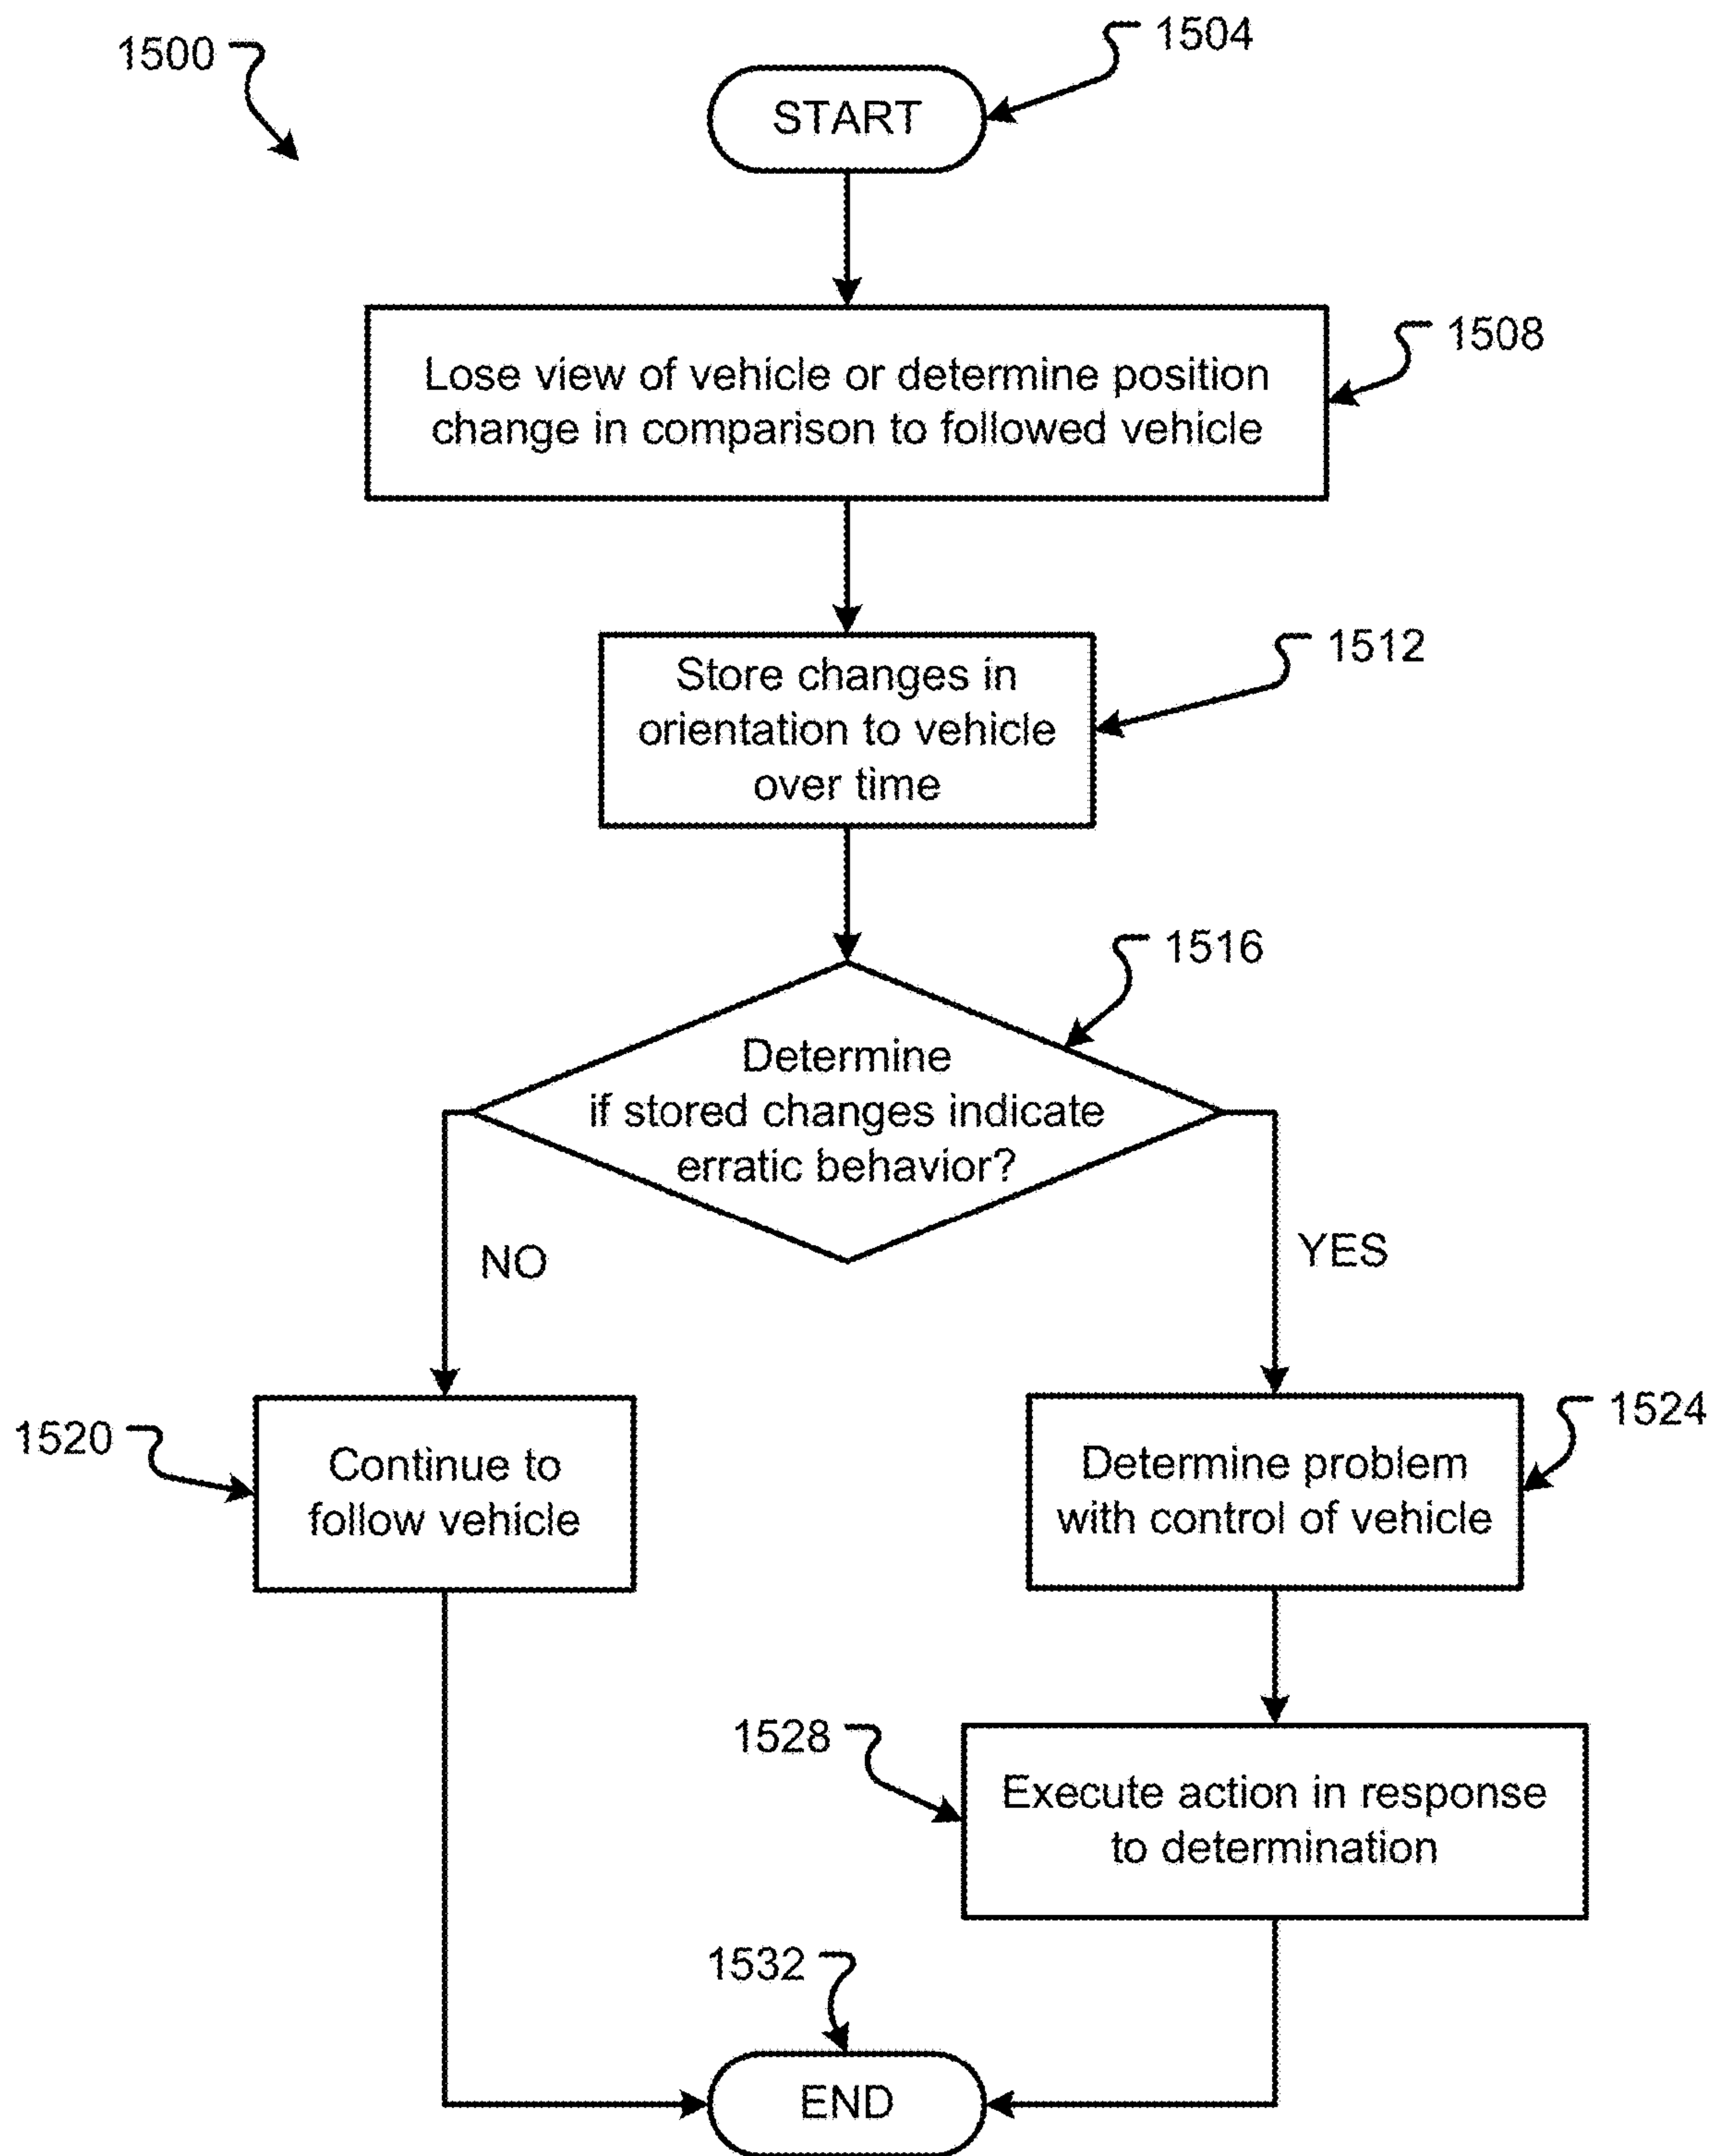 1500
1504
START
1508
Lose view of vehicle or determine position
change in comparison to followed vehicle
1512
Store changes in
orientation to vehicle
over time
1516
Determine
if stored changes indicate
erratic behavior?
NO
YES
1520
Continue to
follow vehicle
1524
Determine problem
with control of vehicle
1528
Execute action in response
to determination
1532
END